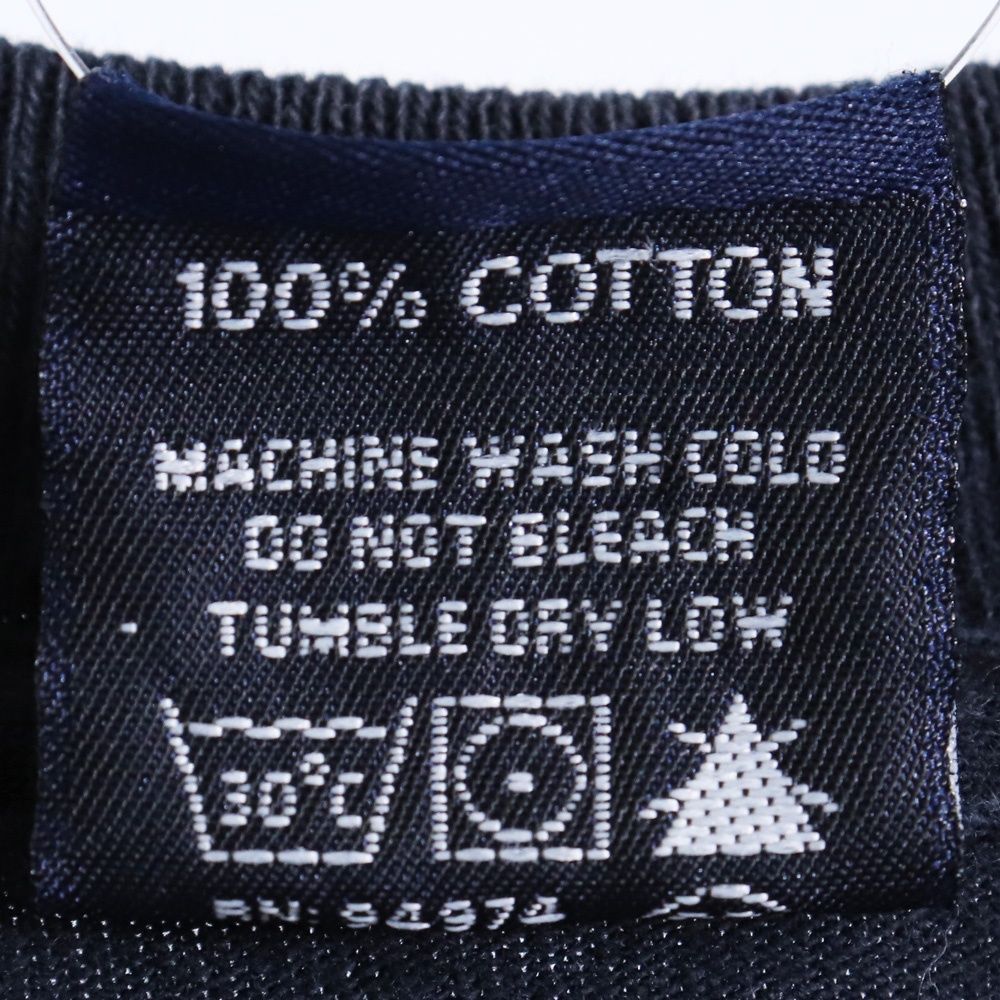 100% COTTON
MACHINE WASH COLD
DO NOT BLEACH
TUMBLE DRY LOW
30°C
RN: